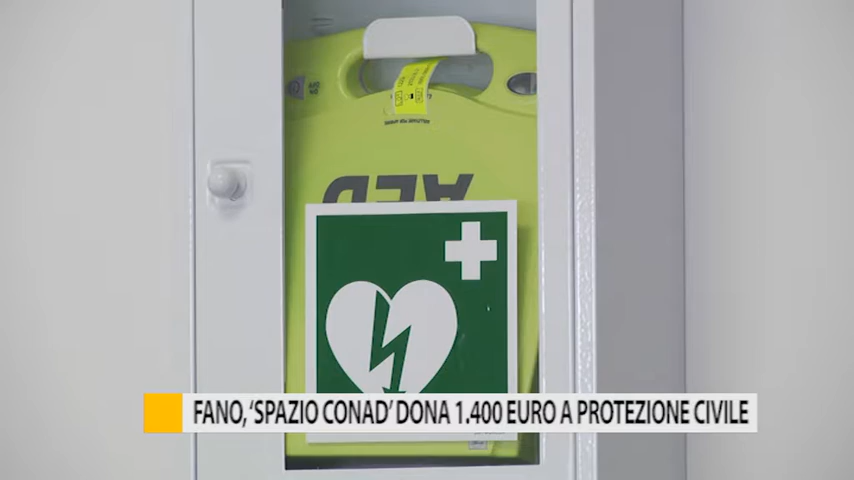 AED
FANO, ‘SPAZIO CONAD’ DONA 1.400 EURO A PROTEZIONE CIVILE